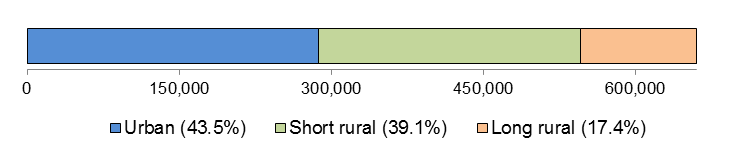 0 150,000 300,000 450,000 600,000
Urban (43.5%) Short rural (39.1%) Long rural (17.4%)